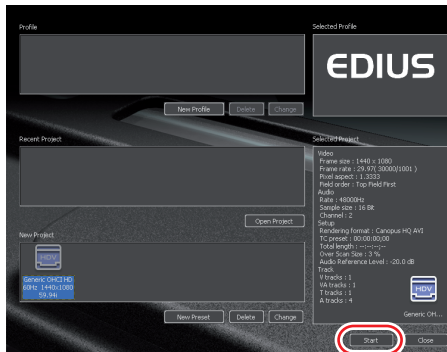 Profile
Selected Profile
EDIUS
New Profile
Delete
Change
Recent Project
Selected Project
Video
Frame size : 1440 x 1080
Frame rate : 29.97( 30000/1001 )
Pixel aspect : 1.3333
Field order : Top Field First
Audio
Rate : 48000Hz
Sample size : 16 Bit
Channel : 2
Setup
Rendering format : Canopus HQ AVI
TC preset : 00:00:00;00
Total length : --:--:--;--
Over Scan Size : 3 %
Audio Reference Level : -20.0 dB
Track
V tracks : 1
VA tracks : 1
T tracks : 1
A tracks : 4
Open Project
New Project
HDV
Generic OHCI HD
60Hz 1440x1080
59.94i
HDV
Generic OH...
New Preset
Delete
Change
Start
Close